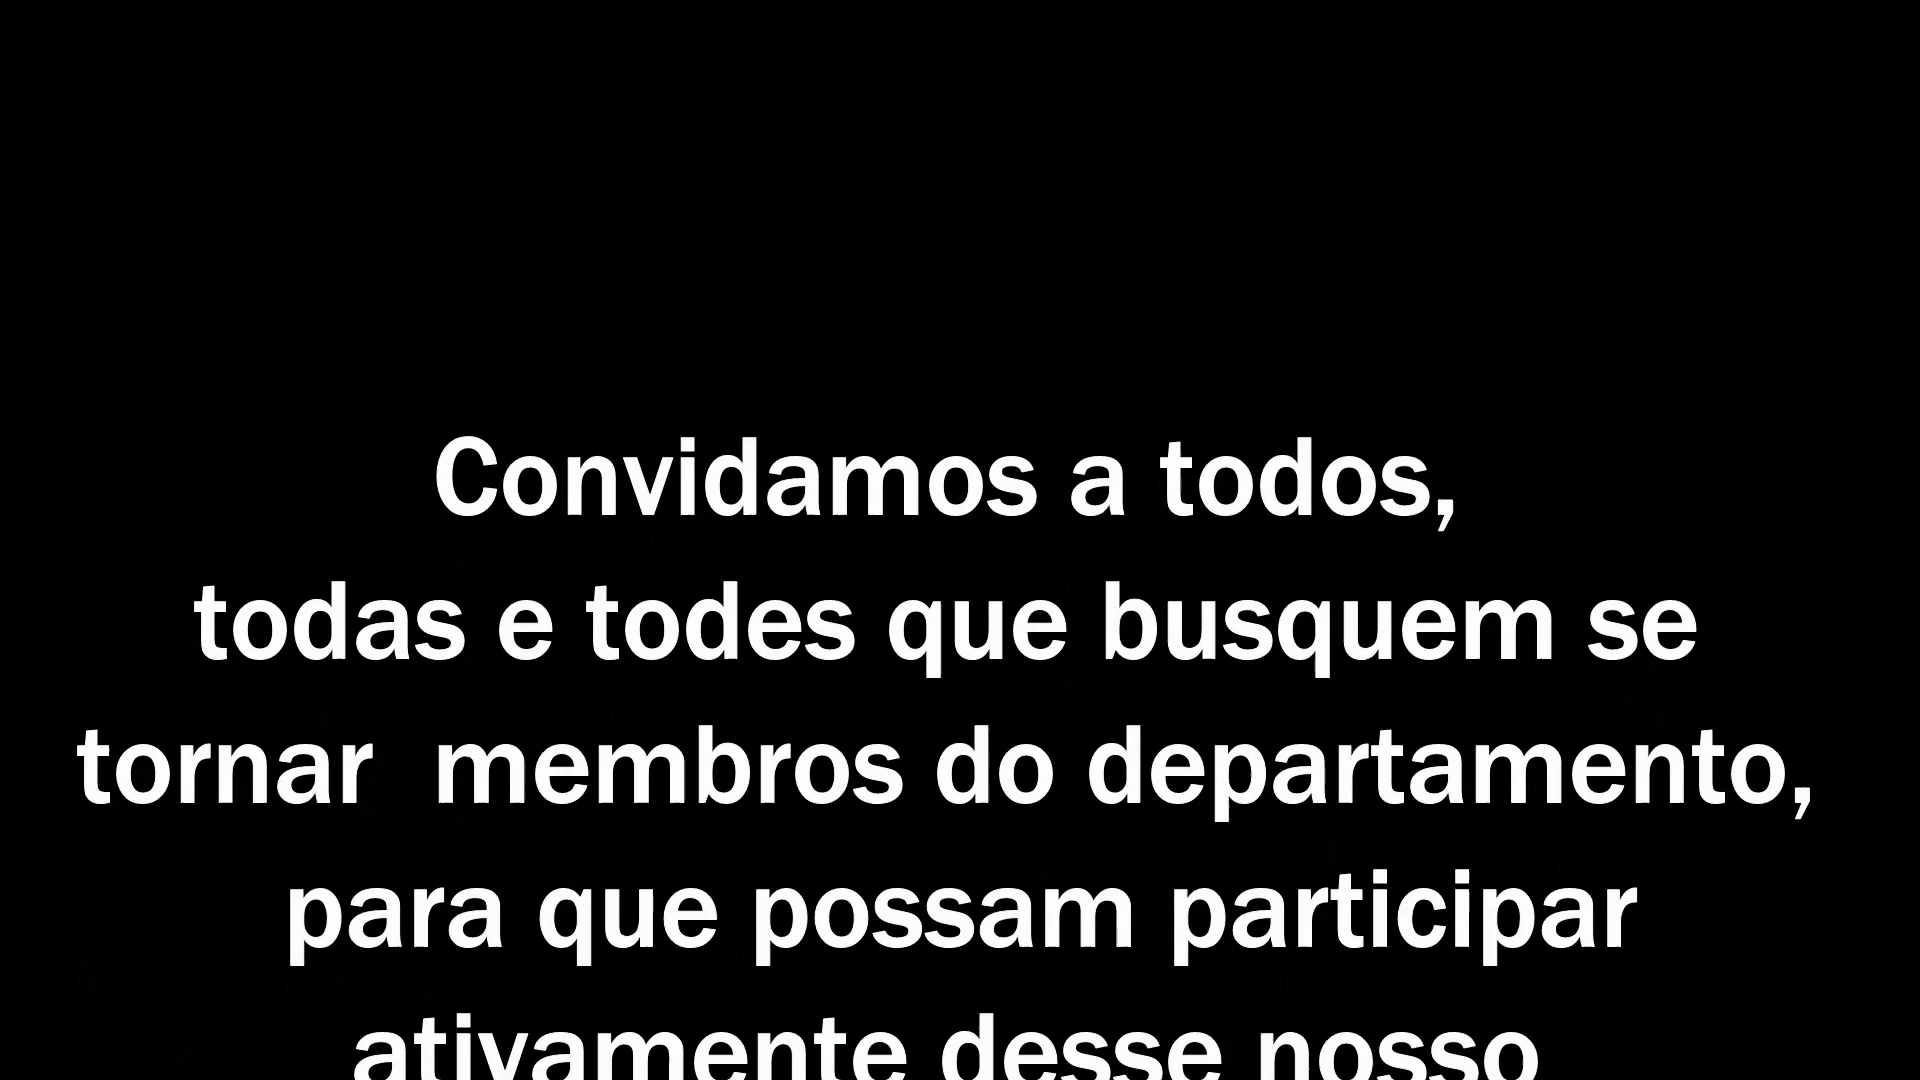 Convidamos a todos,
todas e todes que busquem se
tornar  membros do departamento,
para que possam participar
ativamente desse nosso